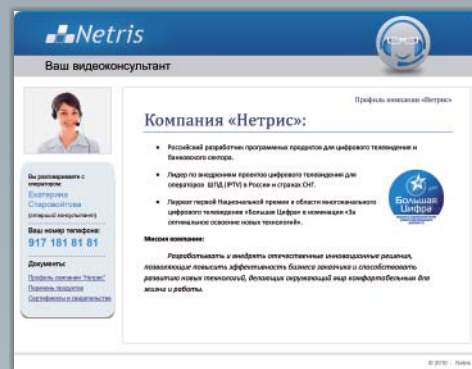 Netris
Ваш видеоконсультант
Профиль компании «Нетрис»
Компания «Нетрис»:
• Российский разработчик программных продуктов для цифрового телевидения и
банковского сектора.
• Лидер по внедрению проектов цифрового телевидения для
операторов ШПД (IPTV) в России и странах СНГ.
• Лауреат первой Национальной премии в области многоканального
цифрового телевидения «Большая Цифра» в номинации «За
оптимальное освоение новых технологий».
Большая
Цифра
Миссия компании:
Разрабатывать и внедрять отечественные инновационные решения,
позволяющие повысить эффективность бизнеса заказчика и способствовать
развитию новых технологий, делающих окружающий мир комфортабельным для
жизни и работы.
Вы разговариваете с
оператором:
Екатерина
Старовойтова
(старший консультант)
Ваш номер телефона:
917 181 81 81
Документы:
Профиль компании "Нетрис"
Перечень продуктов
Сертификаты и свидетельства
© 2010 - Netris